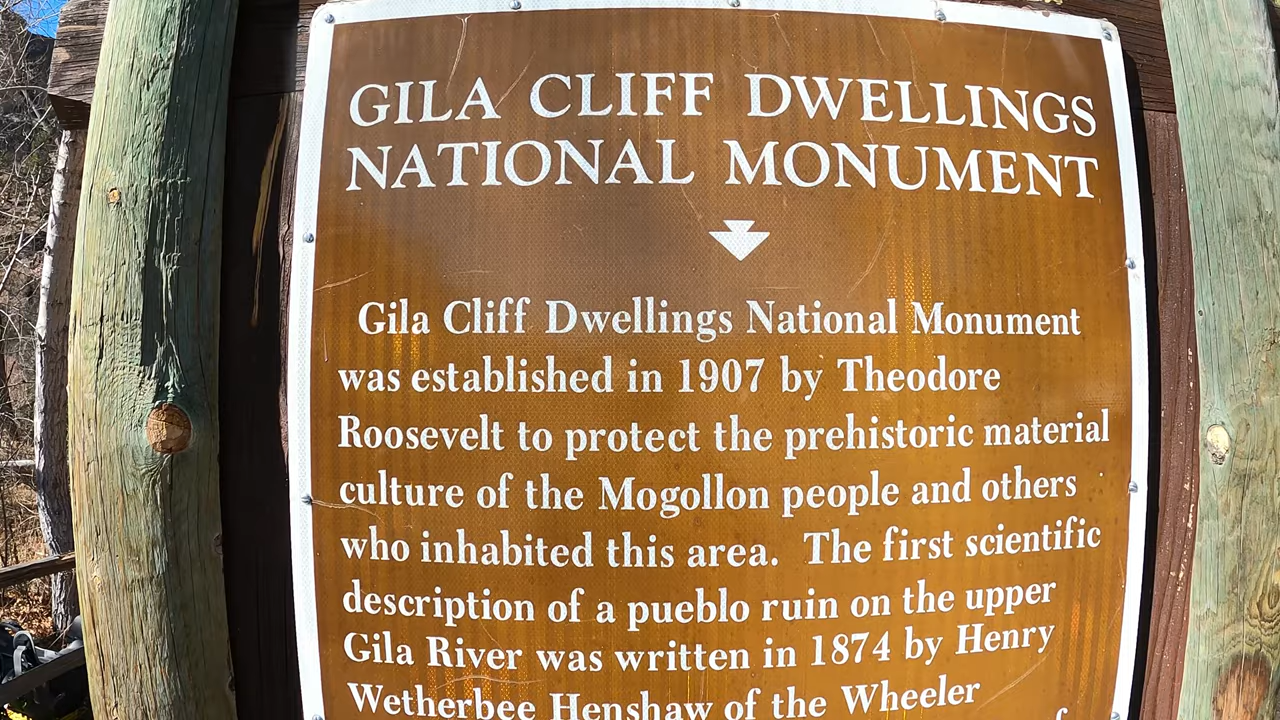 GILA CLIFF DWELLINGS
NATIONAL MONUMENT
Gila Cliff Dwellings National Monument
was established in 1907 by Theodore
Roosevelt to protect the prehistoric material
culture of the Mogollon people and others
who inhabited this area. The first scientific
description of a pueblo ruin on the upper
Gila River was written in 1874 by Henry
Wetherbee Henshaw of the Wheeler